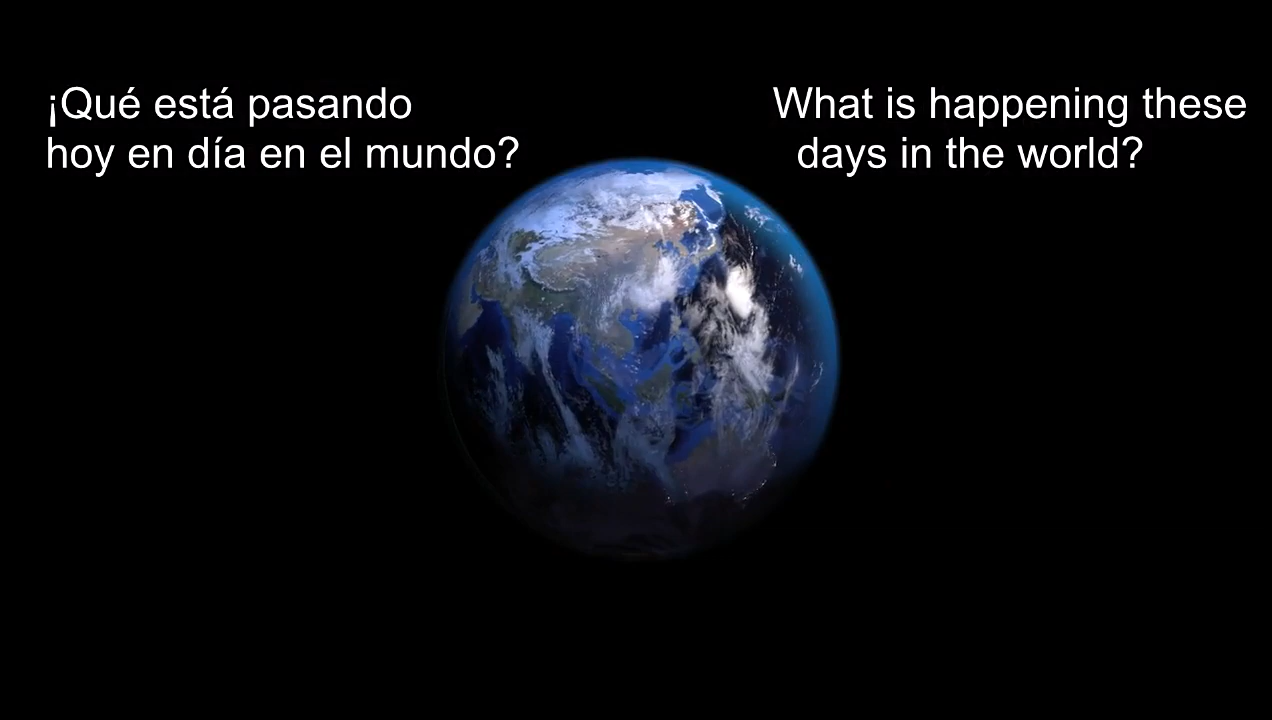 ¡Qué está pasando
hoy en día en el mundo?
What is happening these
days in the world?